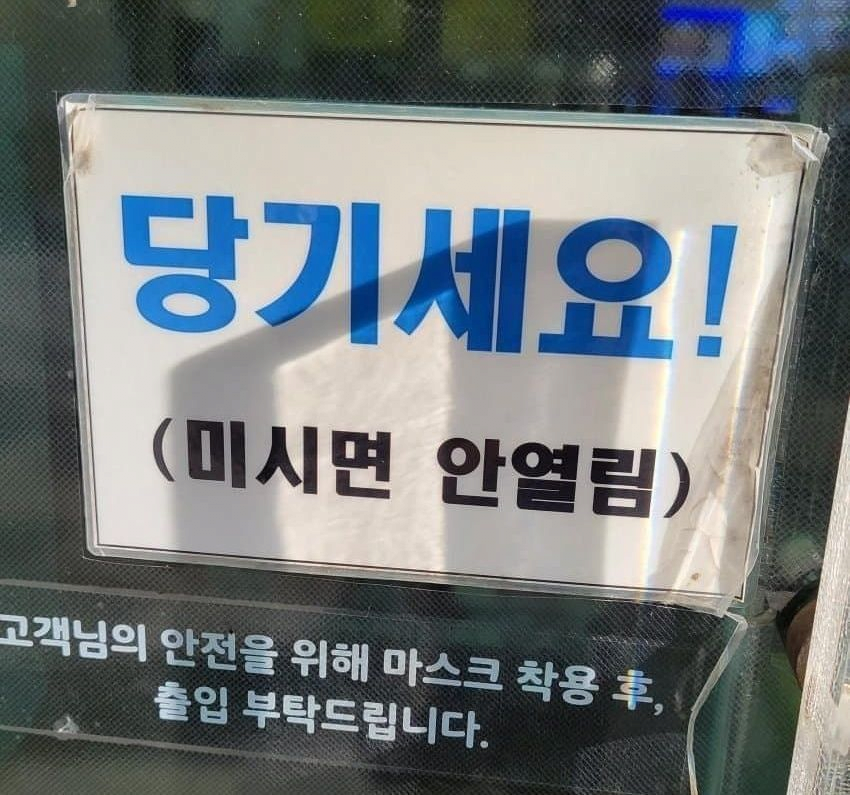 당기세요!
(미시면 안열림)
고객님의 안전을 위해 마스크 착용 후,
출입 부탁드립니다.